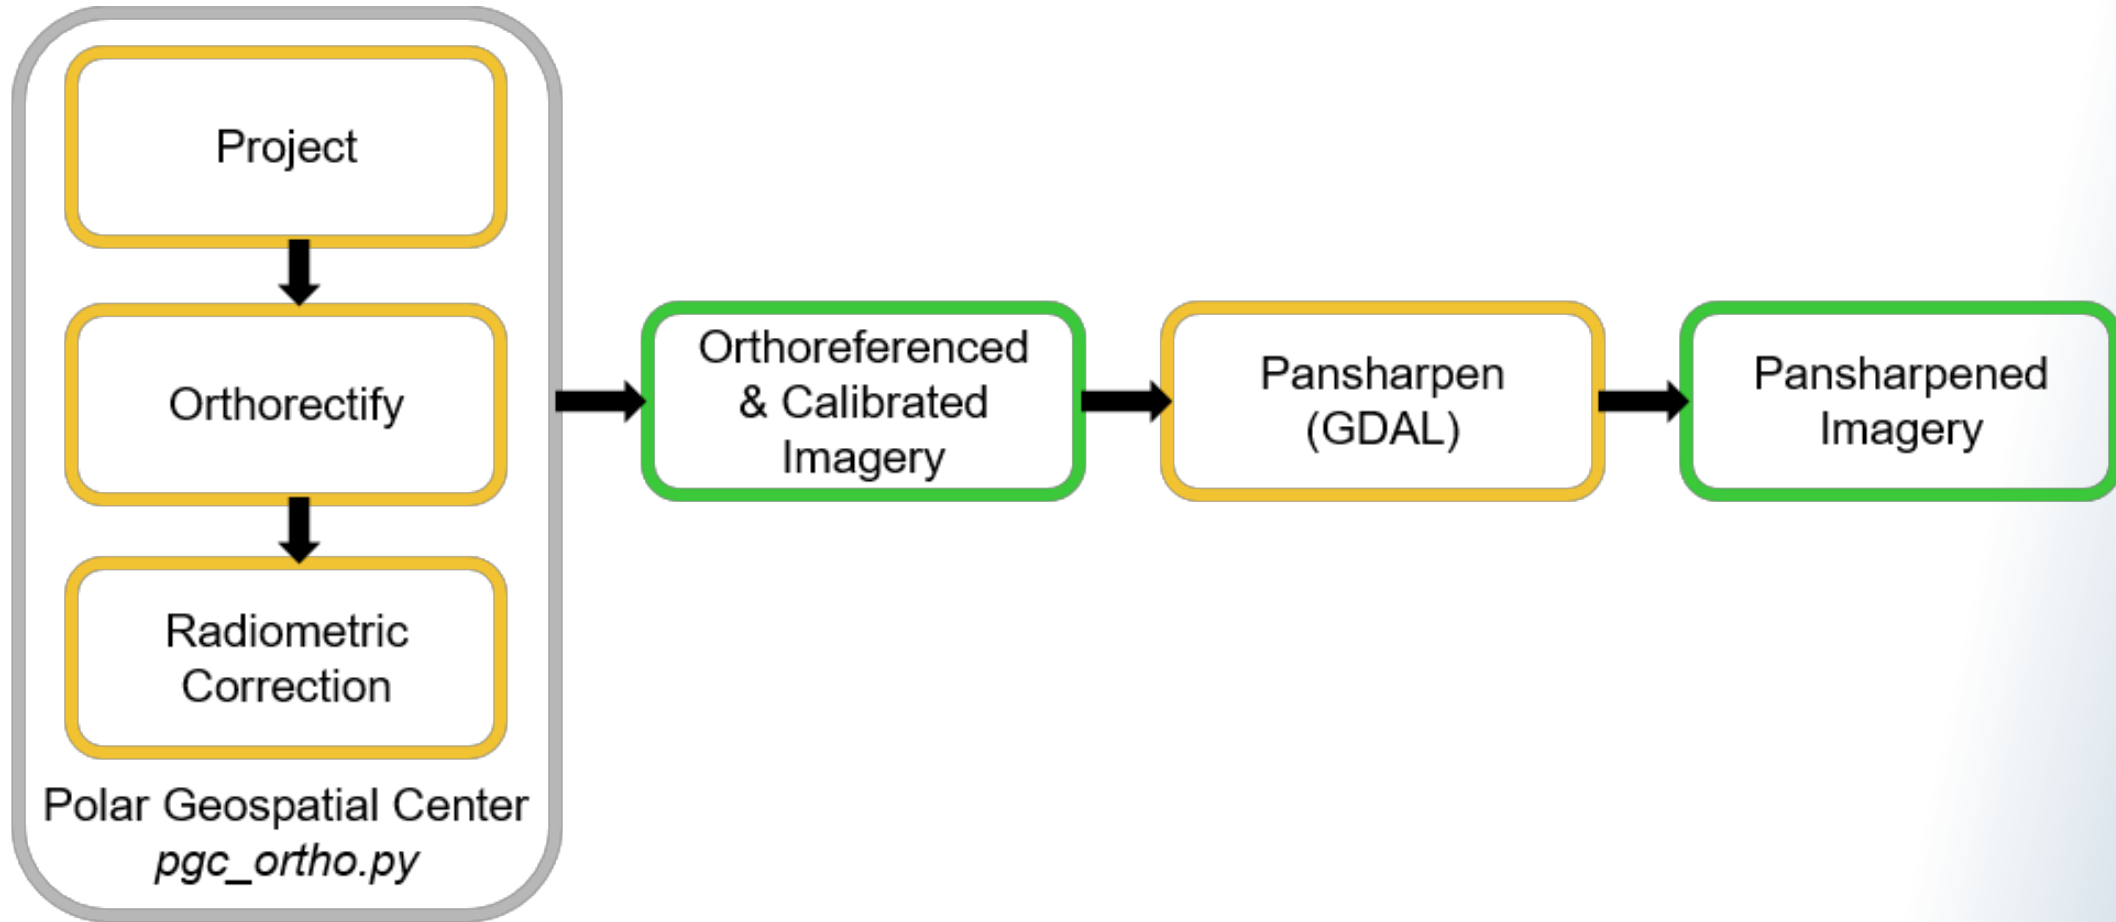 Project
Orthorectify
Radiometric
Correction
Polar Geospatial Center
pgc_ortho.py
Orthoreferenced
& Calibrated
Imagery
Pansharpen
(GDAL)
Pansharpened
Imagery